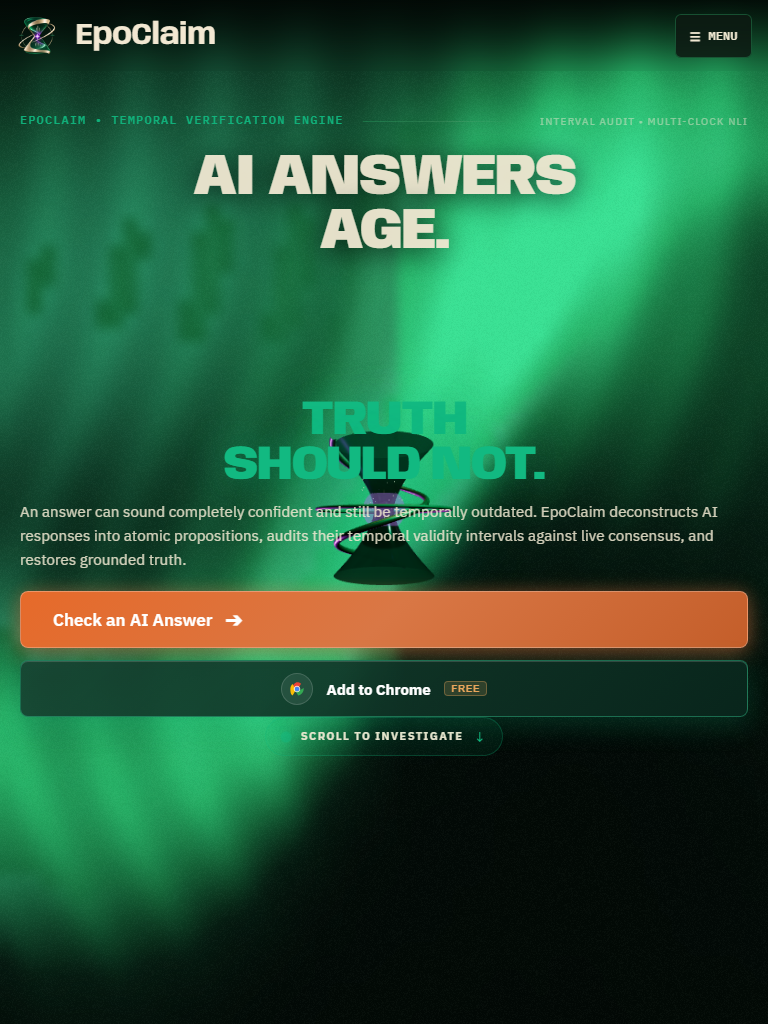 EpoClaim
☰ MENU
EPOCLAIM • TEMPORAL VERIFICATION ENGINE
INTERVAL AUDIT • MULTI-CLOCK NLI
AI ANSWERS
AGE.
TRUTH
SHOULD NOT.
An answer can sound completely confident and still be temporally outdated. EpoClaim deconstructs AI
responses into atomic propositions, audits their temporal validity intervals against live consensus, and
restores grounded truth.
Check an AI Answer ➔
Add to Chrome FREE
SCROLL TO INVESTIGATE ↓